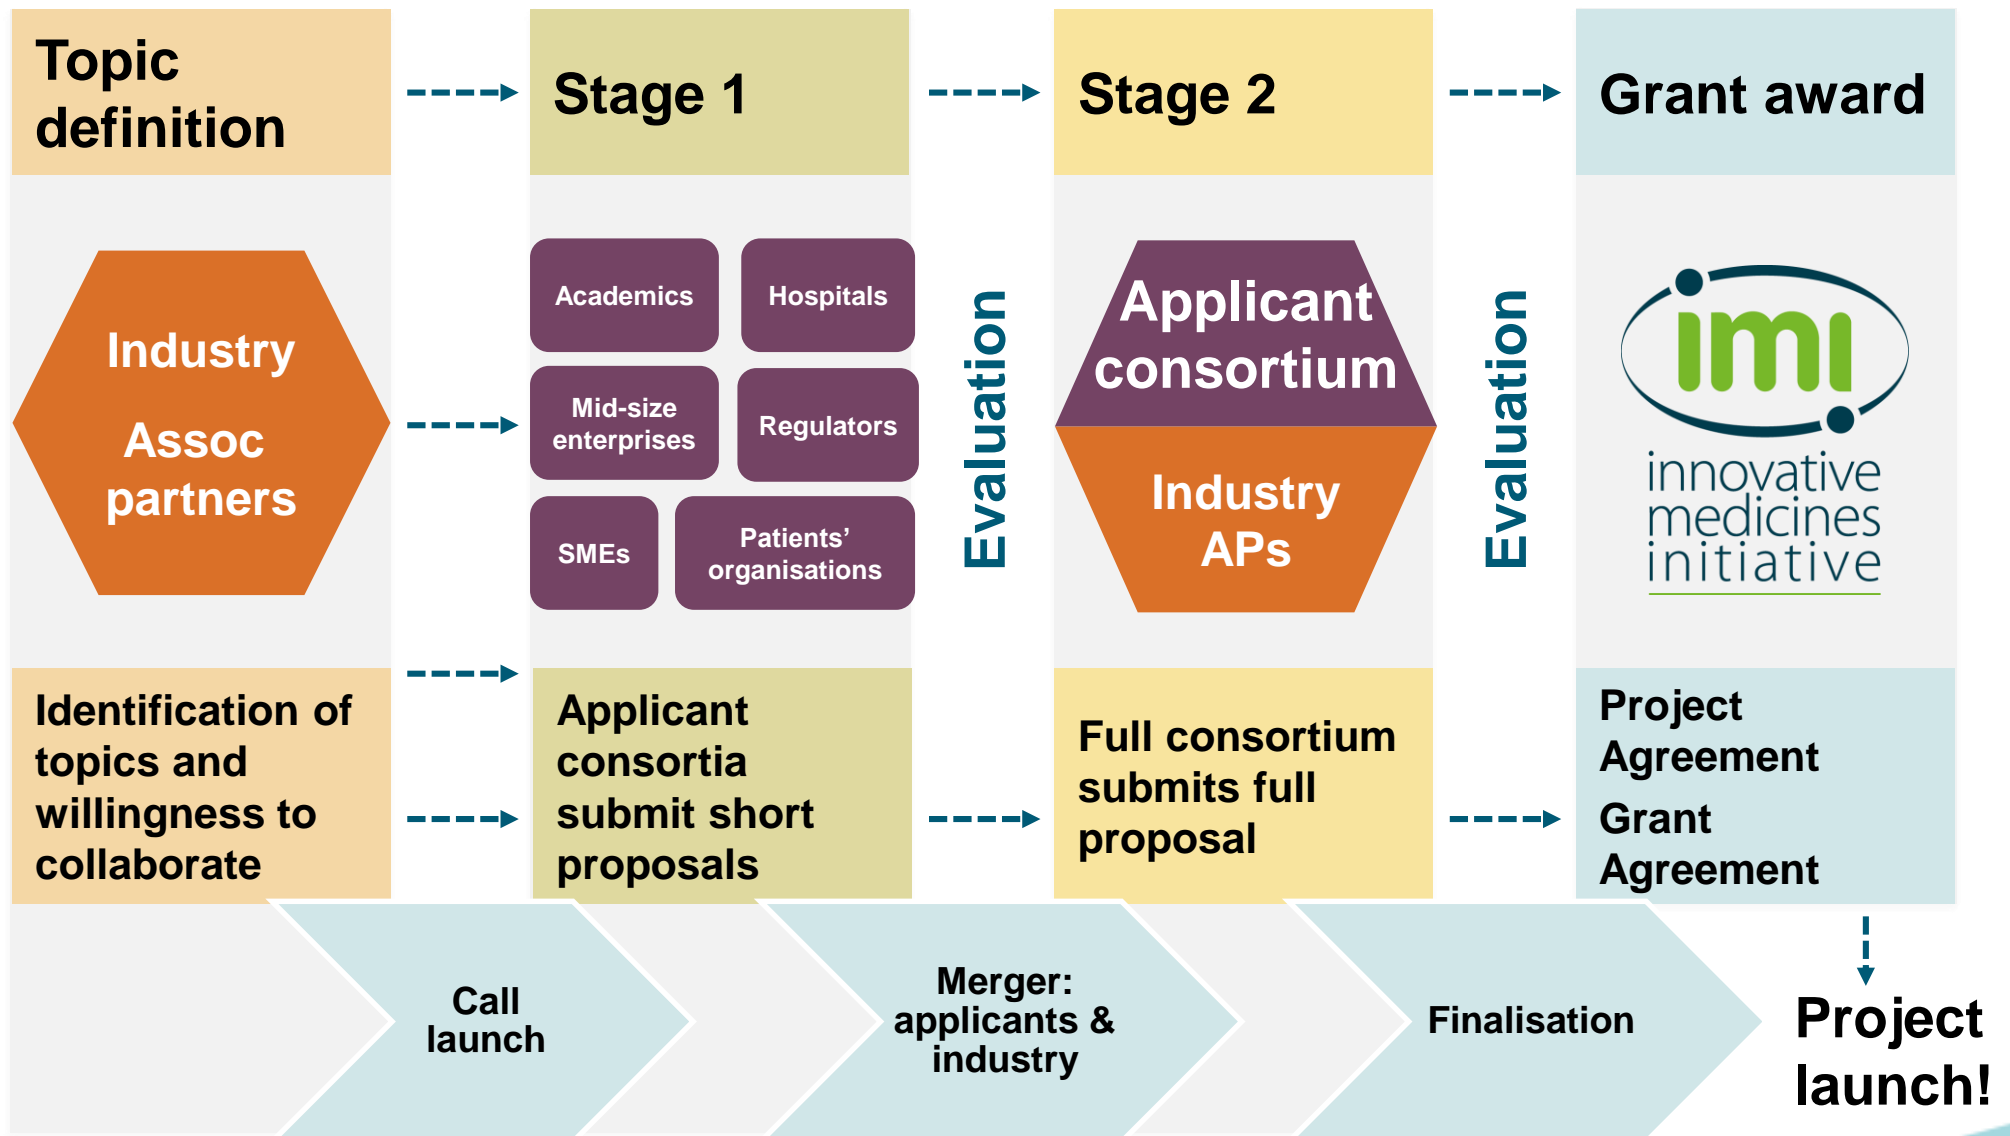 Topic
definition
Stage 1
Stage 2
Grant award
Industry
Assoc
partners
Academics
Hospitals
Mid-size
enterprises
Regulators
SMEs
Patients’
organisations
Evaluation
Applicant
consortium
Industry
APs
Evaluation
imi
innovative
medicines
initiative
Identification of
topics and
willingness to
collaborate
Applicant
consortia
submit short
proposals
Full consortium
submits full
proposal
Project
Agreement
Grant
Agreement
Call
launch
Merger:
applicants &
industry
Finalisation
Project
launch!